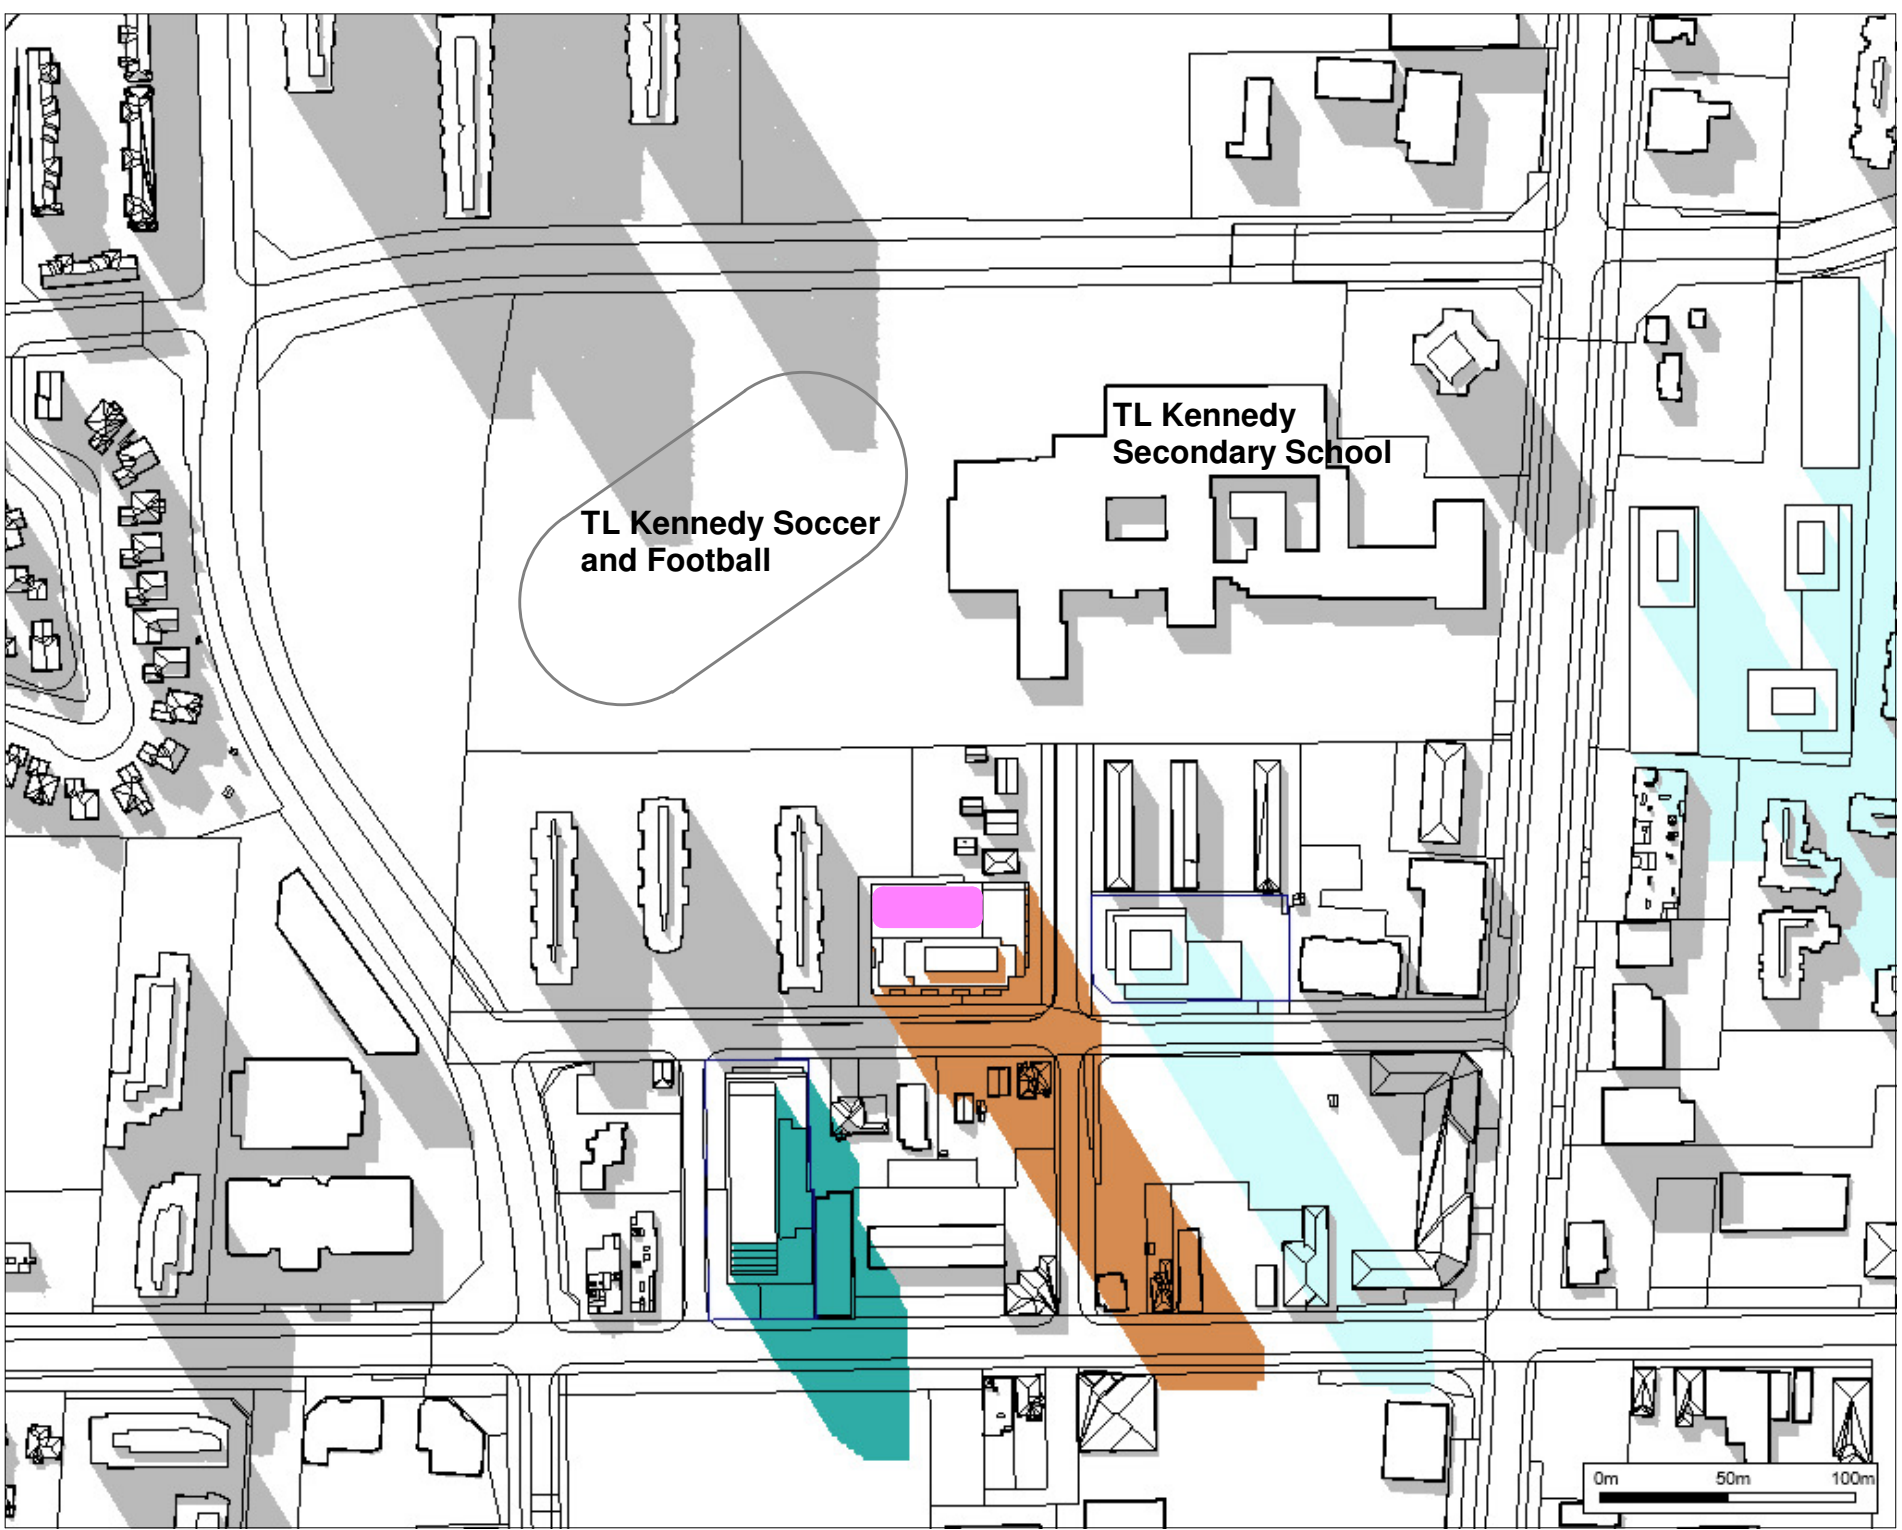 TL Kennedy
Secondary School
TL Kennedy Soccer
and Football
0m 50m 100m